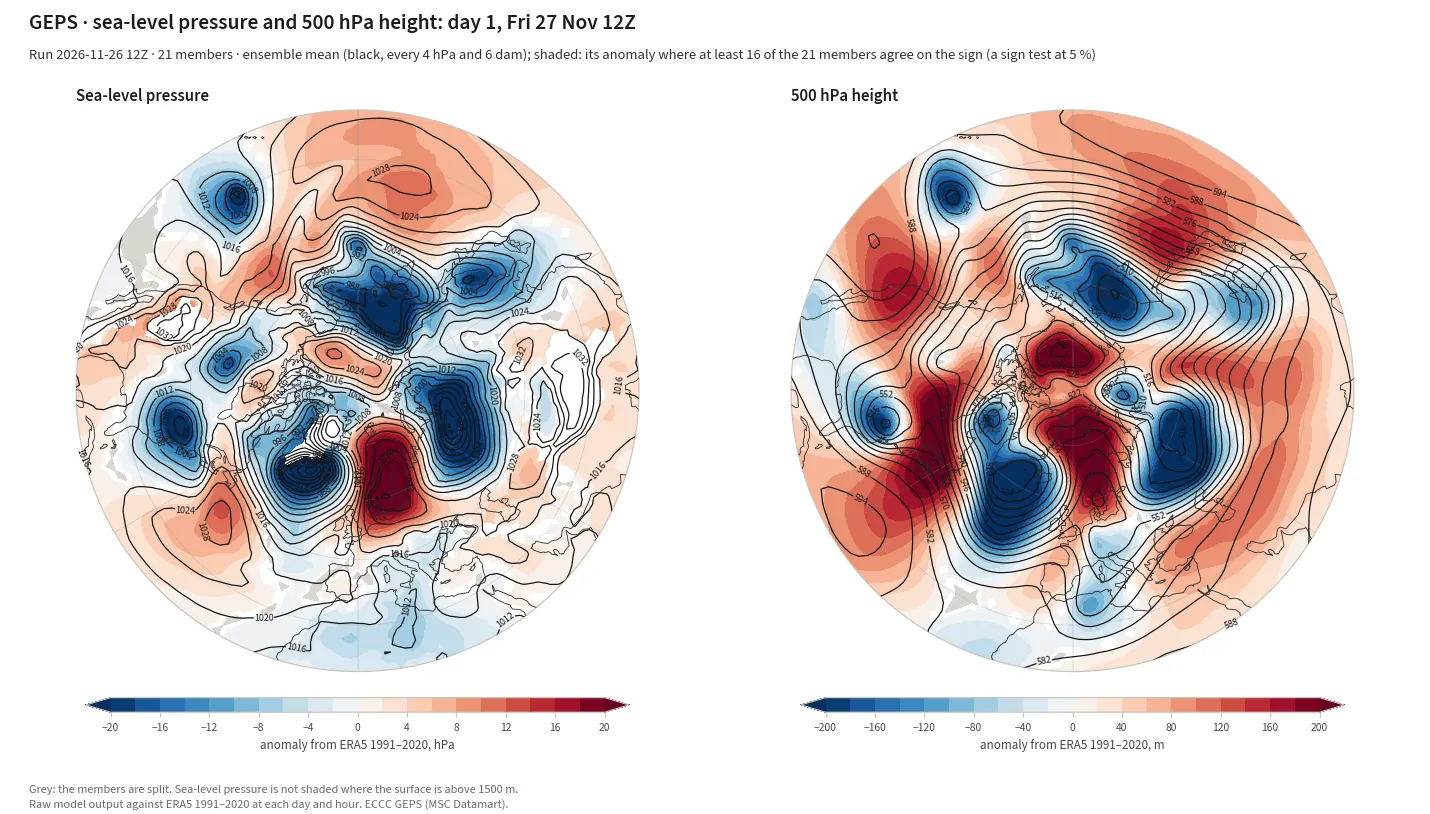 GEPS · sea-level pressure and 500 hPa height: day 1, Fri 27 Nov 12Z
Run 2026-11-26 12Z · 21 members · ensemble mean (black, every 4 hPa and 6 dam); shaded: its anomaly where at least 16 of the 21 members agree on the sign (a sign test at 5 %)
Sea-level pressure
500 hPa height
−20 −16 −12 −8 −4 0 4 8 12 16 20
anomaly from ERA5 1991–2020, hPa
−200 −160 −120 −80 −40 0 40 80 120 160 200
anomaly from ERA5 1991–2020, m
Grey: the members are split. Sea-level pressure is not shaded where the surface is above 1500 m.
Raw model output against ERA5 1991–2020 at each day and hour. ECCC GEPS (MSC Datamart).